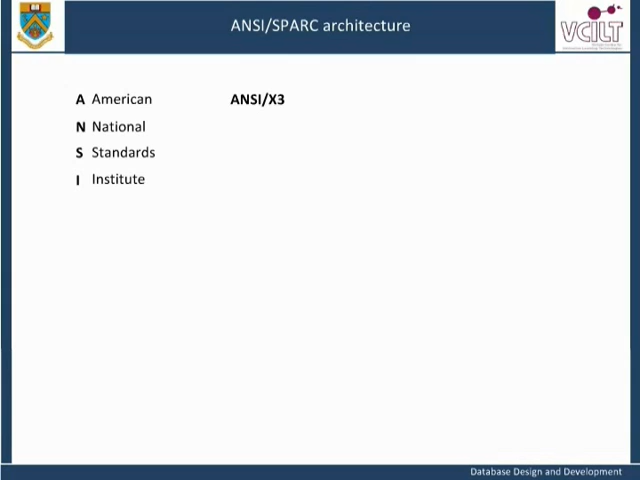 ANSI/SPARC architecture
VCILT
A American
ANSI/X3
N National
S Standards
I Institute
Database Design and Development